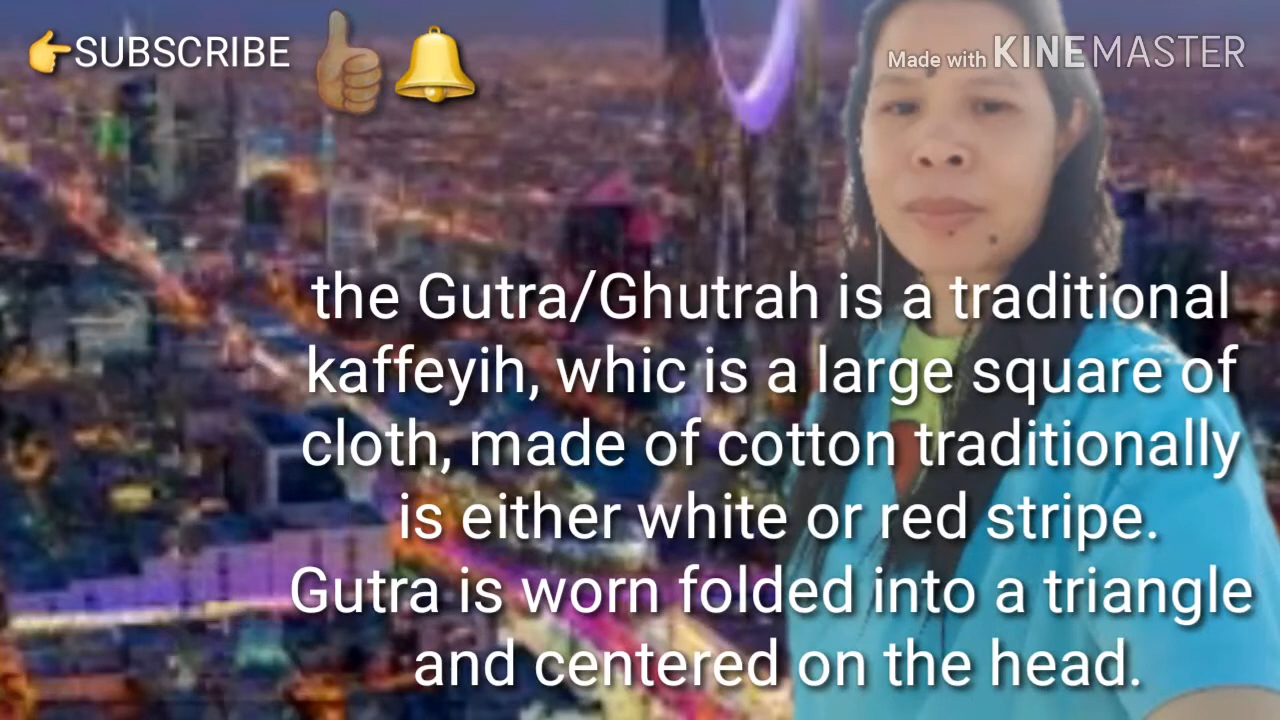 👉SUBSCRIBE 👍🔔
Made with KINEMASTER
the Gutra/Ghutrah is a traditional
kaffeyih, whic is a large square of
cloth, made of cotton traditionally
is either white or red stripe.
Gutra is worn folded into a triangle
and centered on the head.